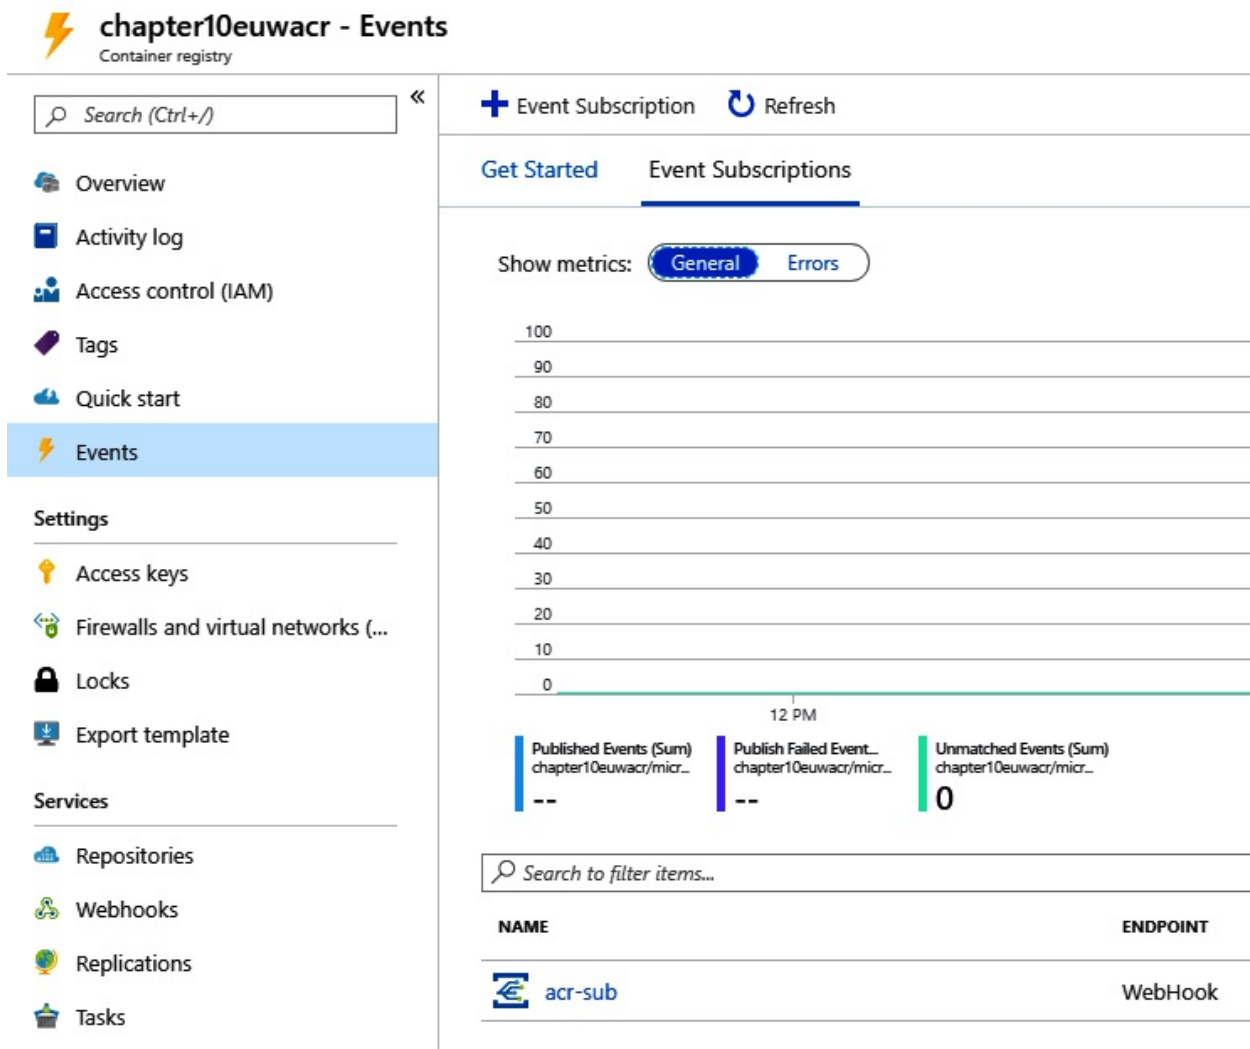 chapter10euwacr - Events
Container registry
Search (Ctrl+/)
«
Overview
Activity log
Access control (IAM)
Tags
Quick start
Events
Settings
Access keys
Firewalls and virtual networks (...
Locks
Export template
Services
Repositories
Webhooks
Replications
Tasks
Event Subscription Refresh
Get Started Event Subscriptions
Show metrics: General Errors
100
90
80
70
60
50
40
30
20
10
0
12 PM
Published Events (Sum)
chapter10euwacr/micr...
--
Publish Failed Event...
chapter10euwacr/micr...
--
Unmatched Events (Sum)
chapter10euwacr/micr...
0
Search to filter items...
NAME ENDPOINT
acr-sub WebHook